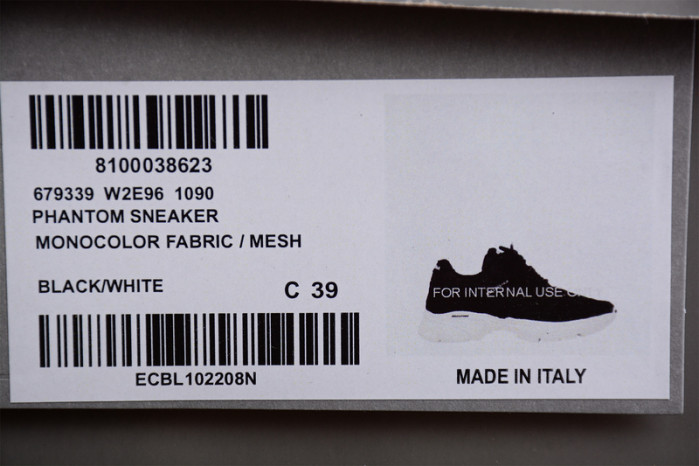 8100038623
679339 W2E96 1090
PHANTOM SNEAKER
MONOCOLOR FABRIC / MESH
BLACK/WHITE
C 39
ECBL102208N
FOR INTERNAL USE ONLY
MADE IN ITALY